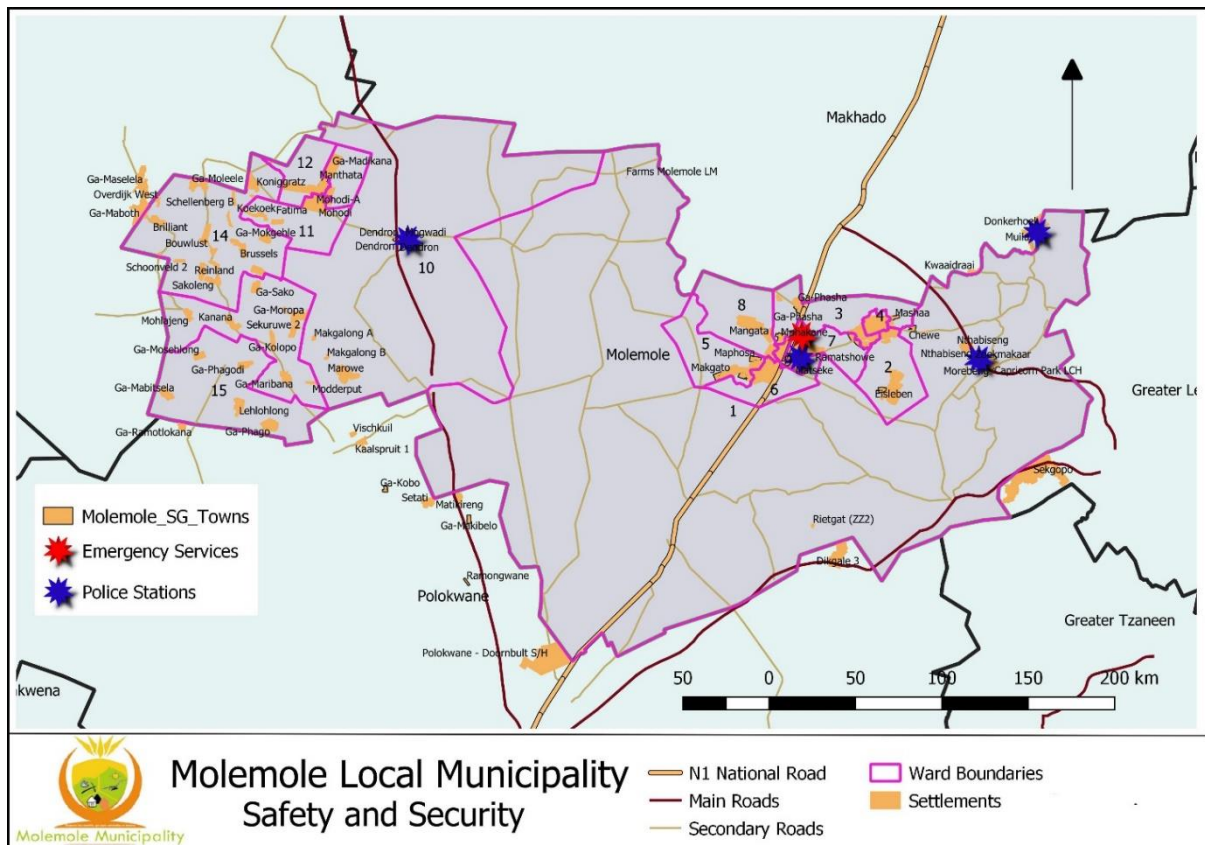 Makhado
12
Ga-Madikana
Ga-Maselela
Ga-Moleele
Koniggratz
Manthata
Farms Molemole LM
Overdijk West
Schellenberg B
Mohodi-A
Ga-Maboth
Koekoek
Fatima
Mohodi
Donkerhoek
Brilliant
14
Ga-Mokgehle
11
Bouwlust
Brussels
10
Kwaaidraai
Schoonveld 2
Reinland
Sakoleng
Ga-Sako
Ga-Phasha
8
3
4
Mohlajeng
Kanana
Ga-Moropa
Sekuruwe 2
Mangata
Ga-Phasha
Mashaa
Makgalong A
7
Chewe
Ga-Mosehlong
Ga-Kolopo
Makgalong B
Molemole
5
Maphosa
Ramatshowe
Nthabiseng
Ga-Phagodi
Marowe
Makgato
2
Nthabiseng
Ga-Mabitsela
15
Ga-Maribana
Modderput
6
Capricorn Park LCH
Eisleben
Lehlohlong
1
Ga-Ramotlokana
Ga-Phago
Vischkuil
Kaalspruit 1
Ga-Kobo
Setati
Matikireng
Sekgopo
Ga-Makibelo
Rietgat (ZZ2)
Dikgale 3
Ramongwane
Polokwane
Greater Tzaneen
Polokwane - Doornbult S/H
Greater Le
50 0 50 100 150 200 km
Molemole_SG_Towns
Emergency Services
Police Stations
Molemole Local Municipality
Safety and Security
Molemole Municipality
N1 National Road
Main Roads
Secondary Roads
Ward Boundaries
Settlements